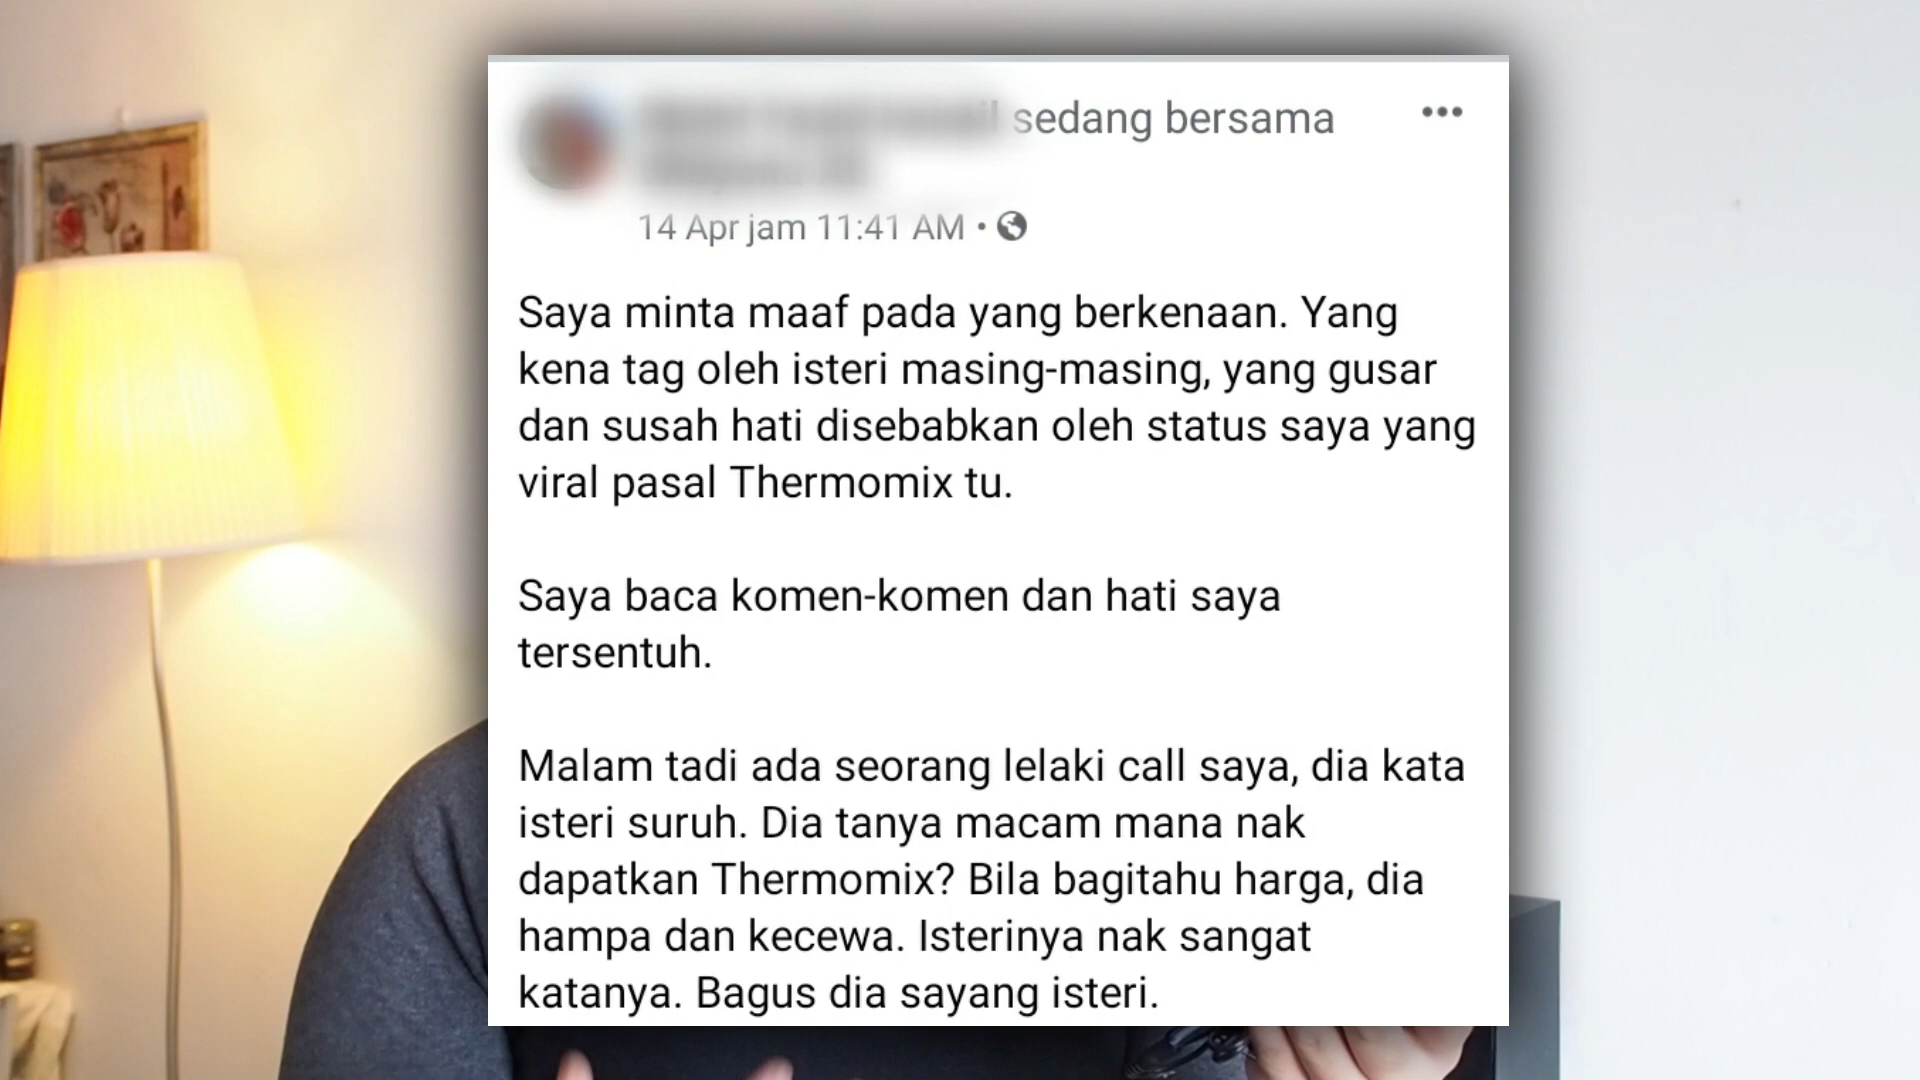 sedang bersama
14 Apr jam 11:41 AM •
Saya minta maaf pada yang berkenaan. Yang
kena tag oleh isteri masing-masing, yang gusar
dan susah hati disebabkan oleh status saya yang
viral pasal Thermomix tu.
Saya baca komen-komen dan hati saya
tersentuh.
Malam tadi ada seorang lelaki call saya, dia kata
isteri suruh. Dia tanya macam mana nak
dapatkan Thermomix? Bila bagitahu harga, dia
hampa dan kecewa. Isterinya nak sangat
katanya. Bagus dia sayang isteri.